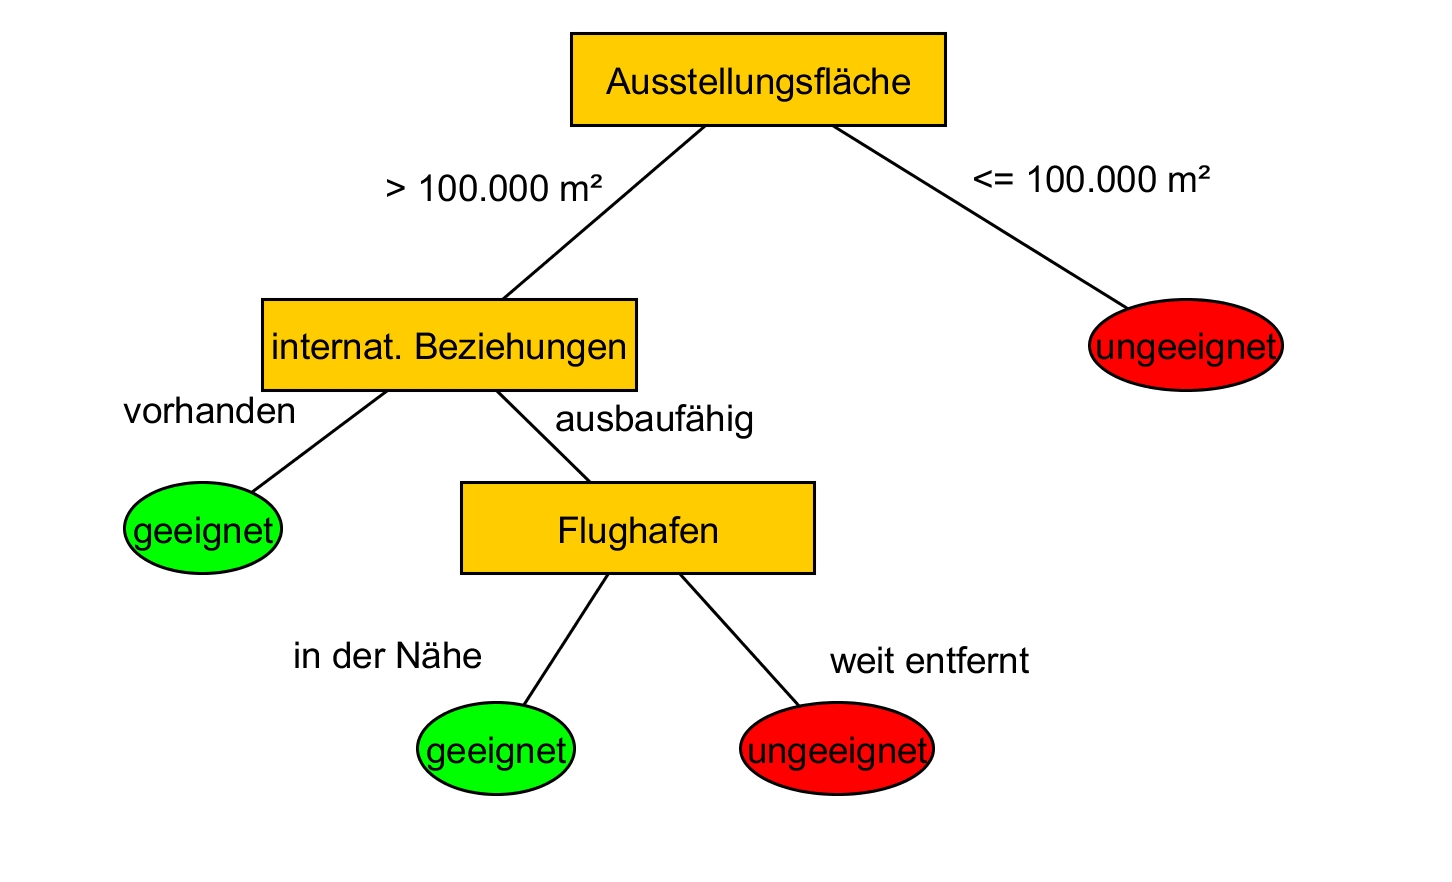 Ausstellungsfläche
> 100.000 m²
<= 100.000 m²
internat. Beziehungen
ungeeignet
vorhanden
ausbaufähig
geeignet
Flughafen
in der Nähe
weit entfernt
geeignet
ungeeignet